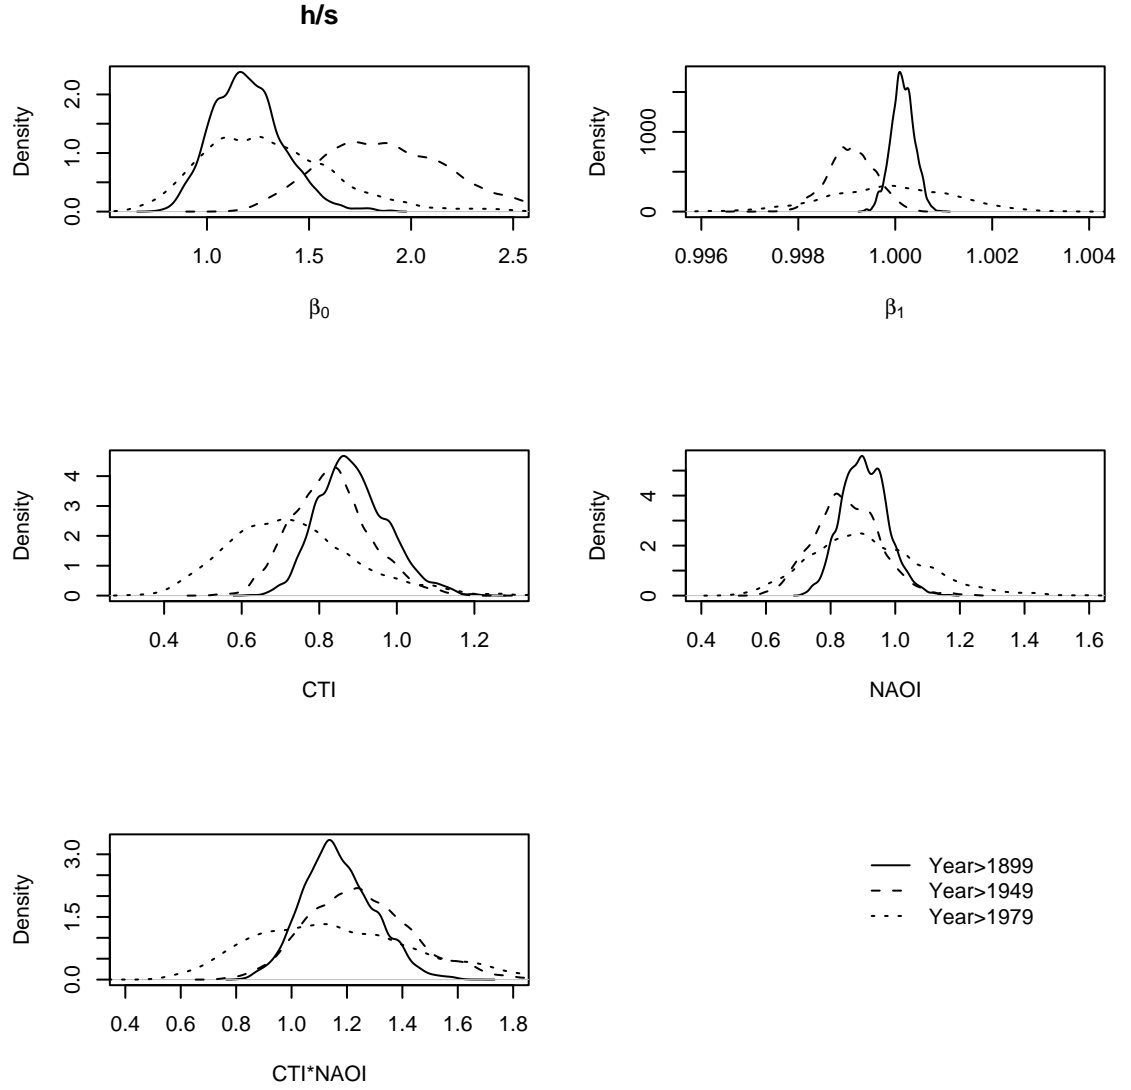 h/s
Density
0.0 1.0 2.0
1.0 1.5 2.0 2.5
β0
Density
0 1000
0.996 0.998 1.000 1.002 1.004
β1
Density
0 1 2 3 4
0.4 0.6 0.8 1.0 1.2
CTI
Density
0 2 4
0.4 0.6 0.8 1.0 1.2 1.4 1.6
NAOI
Density
0.0 1.5 3.0
0.4 0.6 0.8 1.0 1.2 1.4 1.6 1.8
CTI*NAOI
Year>1899
Year>1949
Year>1979